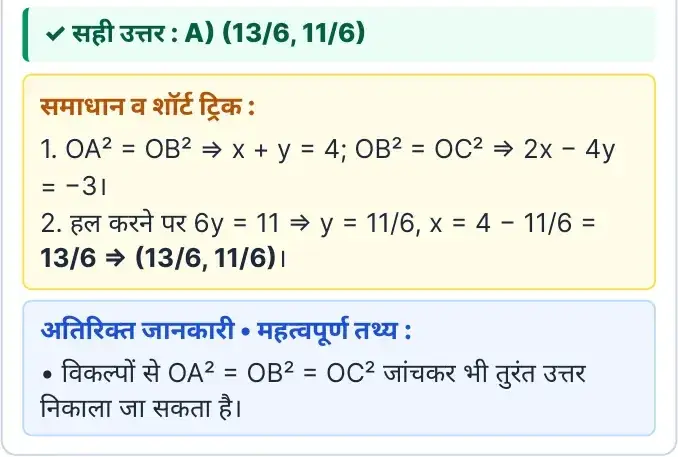 ✓ सही उत्तर : A) (13/6, 11/6)
समाधान व शॉर्ट ट्रिक :
1. OA² = OB² ⇒ x + y = 4; OB² = OC² ⇒ 2x − 4y
= −3।
2. हल करने पर 6y = 11 ⇒ y = 11/6, x = 4 − 11/6 =
13/6 ⇒ (13/6, 11/6)।
अतिरिक्त जानकारी • महत्वपूर्ण तथ्य :
• विकल्पों से OA² = OB² = OC² जांचकर भी तुरंत उत्तर
निकाला जा सकता है।